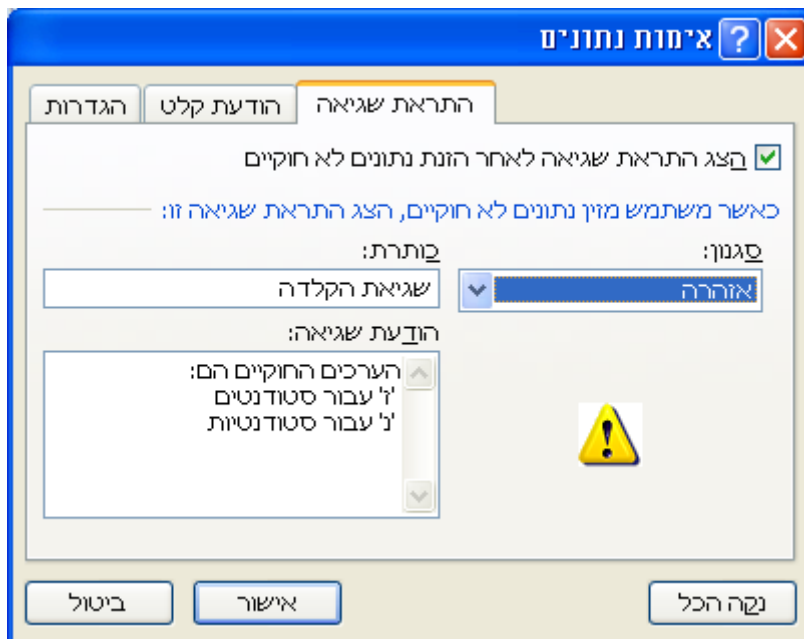 אימות נתונים
הגדרות
הודעת קלט
התראת שגיאה
הצג התראת שגיאה לאחר הזנת נתונים לא חוקיים
כאשר משתמש מזין נתונים לא חוקיים, הצג התראת שגיאה זו:
סגנון:
אזהרה
כותרת:
שגיאת הקלדה
הודעת שגיאה:
הערכים החוקיים הם:
'ז' עבור סטודנטים
'נ' עבור סטודנטיות
נקה הכל
אישור
ביטול